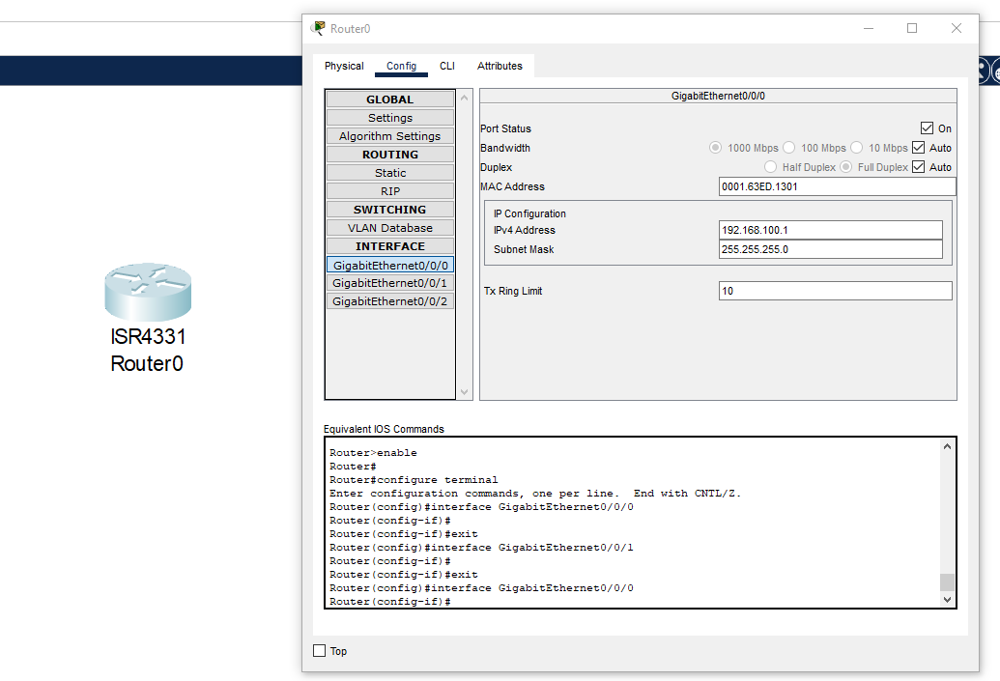 Router0
Physical Config CLI Attributes
GLOBAL
Settings
Algorithm Settings
ROUTING
Static
RIP
SWITCHING
VLAN Database
INTERFACE
GigabitEthernet0/0/0
GigabitEthernet0/0/1
GigabitEthernet0/0/2
GigabitEthernet0/0/0
Port Status On
Bandwidth 1000 Mbps 100 Mbps 10 Mbps Auto
Duplex Half Duplex Full Duplex Auto
MAC Address 0001.63ED.1301
IP Configuration
IPv4 Address 192.168.100.1
Subnet Mask 255.255.255.0
Tx Ring Limit 10
ISR4331
Router0
Equivalent IOS Commands
Router>enable
Router#
Router#configure terminal
Enter configuration commands, one per line. End with CNTL/Z.
Router(config)#interface GigabitEthernet0/0/0
Router(config-if)#
Router(config-if)#exit
Router(config)#interface GigabitEthernet0/0/1
Router(config-if)#
Router(config-if)#exit
Router(config)#interface GigabitEthernet0/0/0
Router(config-if)#
Top